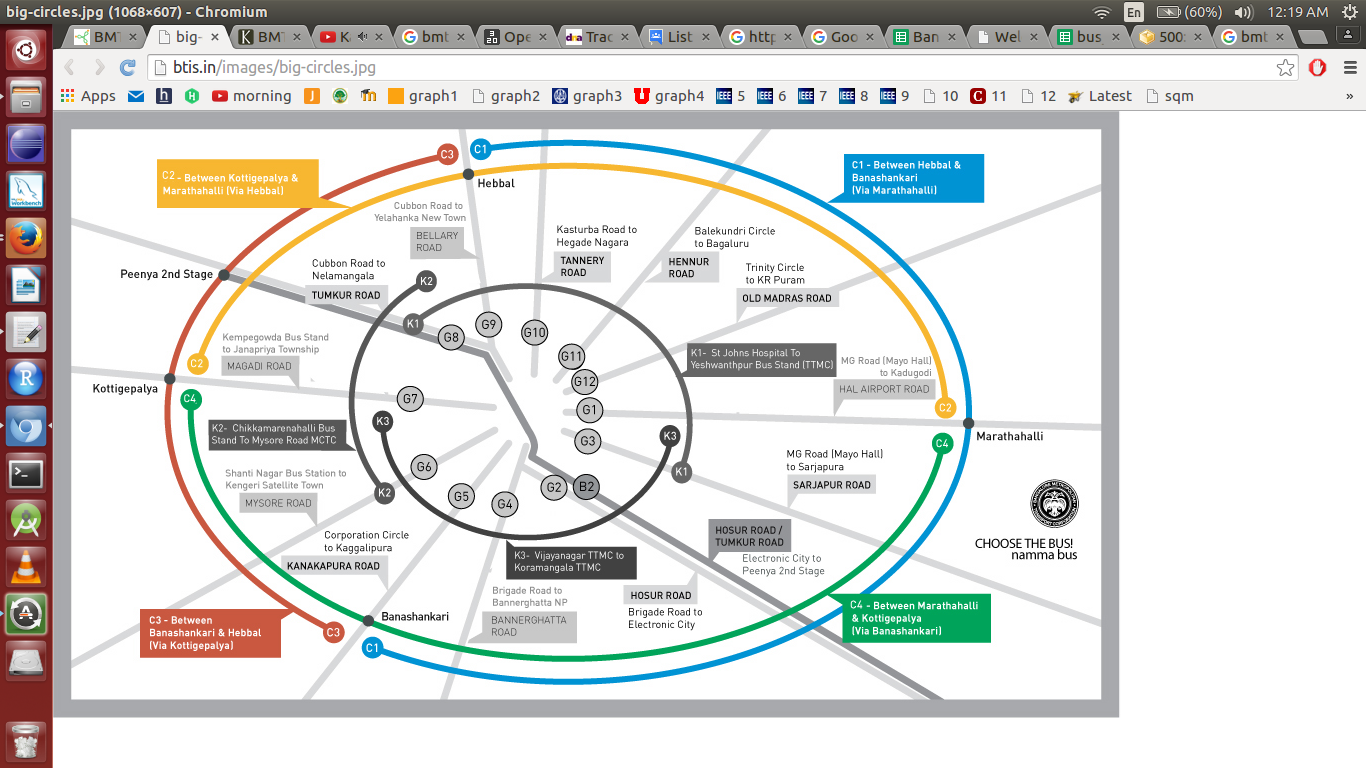 big-circles.jpg (1068×607) - Chromium
En
(60%)
12:19 AM
BMT
big-
BMT
K
bmt
Ope
Trac
List
http
Goo
Ban
Wel
bus_
500:
bmt
btis.in/images/big-circles.jpg
Apps
morning
graph1
graph2
graph3
graph4
IEEE 5
IEEE 6
IEEE 7
IEEE 8
IEEE 9
10
11
12
Latest
sqm
»
C3
C1
C2 - Between Kottigepalya &
Marathahalli (Via Hebbal)
C1 - Between Hebbal &
Banashankari
(Via Marathahalli)
Hebbal
Cubbon Road to
Yelahanka New Town
BELLARY
ROAD
Kasturba Road to
Hegade Nagara
TANNERY
ROAD
Balekundri Circle
to Bagaluru
HENNUR
ROAD
Trinity Circle
to KR Puram
OLD MADRAS ROAD
Peenya 2nd Stage
Cubbon Road to
Nelamangala
TUMKUR ROAD
K2
K1
G8
G9
G10
G11
G12
G1
G3
G7
K3
G6
K2
G5
G4
G2
B2
K3
K1
Kempegowda Bus Stand
to Janapriya Township
MAGADI ROAD
K1- St Johns Hospital To
Yeshwanthpur Bus Stand (TTMC)
MG Road (Mayo Hall)
to Kadugodi
HAL AIRPORT ROAD
C2
C2
Kottigepalya
C4
Marathahalli
C4
K2- Chikkamarenahalli Bus
Stand To Mysore Road MCTC
Shanti Nagar Bus Station to
Kengeri Satellite Town
MYSORE ROAD
MG Road (Mayo Hall)
to Sarjapura
SARJAPUR ROAD
Corporation Circle
to Kaggalipura
KANAKAPURA ROAD
K3- Vijayanagar TTMC to
Koramangala TTMC
HOSUR ROAD /
TUMKUR ROAD
Electronic City to
Peenya 2nd Stage
CHOOSE THE BUS!
namma bus
Brigade Road to
Bannerghatta NP
BANNERGHATTA
ROAD
HOSUR ROAD
Brigade Road to
Electronic City
C3 - Between
Banashankari & Hebbal
(Via Kottigepalya)
C3
Banashankari
C1
C4 - Between Marathahalli
& Kottigepalya
(Via Banashankari)